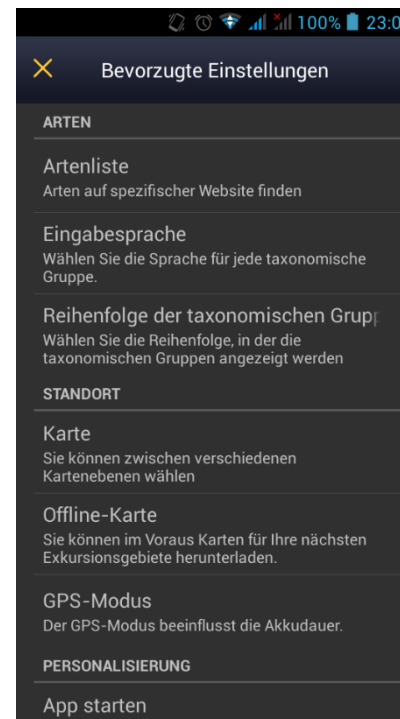 100% 23:0
Bevorzugte Einstellungen
ARTEN
Artenliste
Arten auf spezifischer Website finden
Eingabesprache
Wählen Sie die Sprache für jede taxonomische
Gruppe.
Reihenfolge der taxonomischen Grupp
Wählen Sie die Reihenfolge, in der die
taxonomischen Gruppen angezeigt werden
STANDORT
Karte
Sie können zwischen verschiedenen
Kartenebenen wählen
Offline-Karte
Sie können im Voraus Karten für Ihre nächsten
Exkursionsgebiete herunterladen.
GPS-Modus
Der GPS-Modus beeinflusst die Akkudauer.
PERSONALISIERUNG
App starten